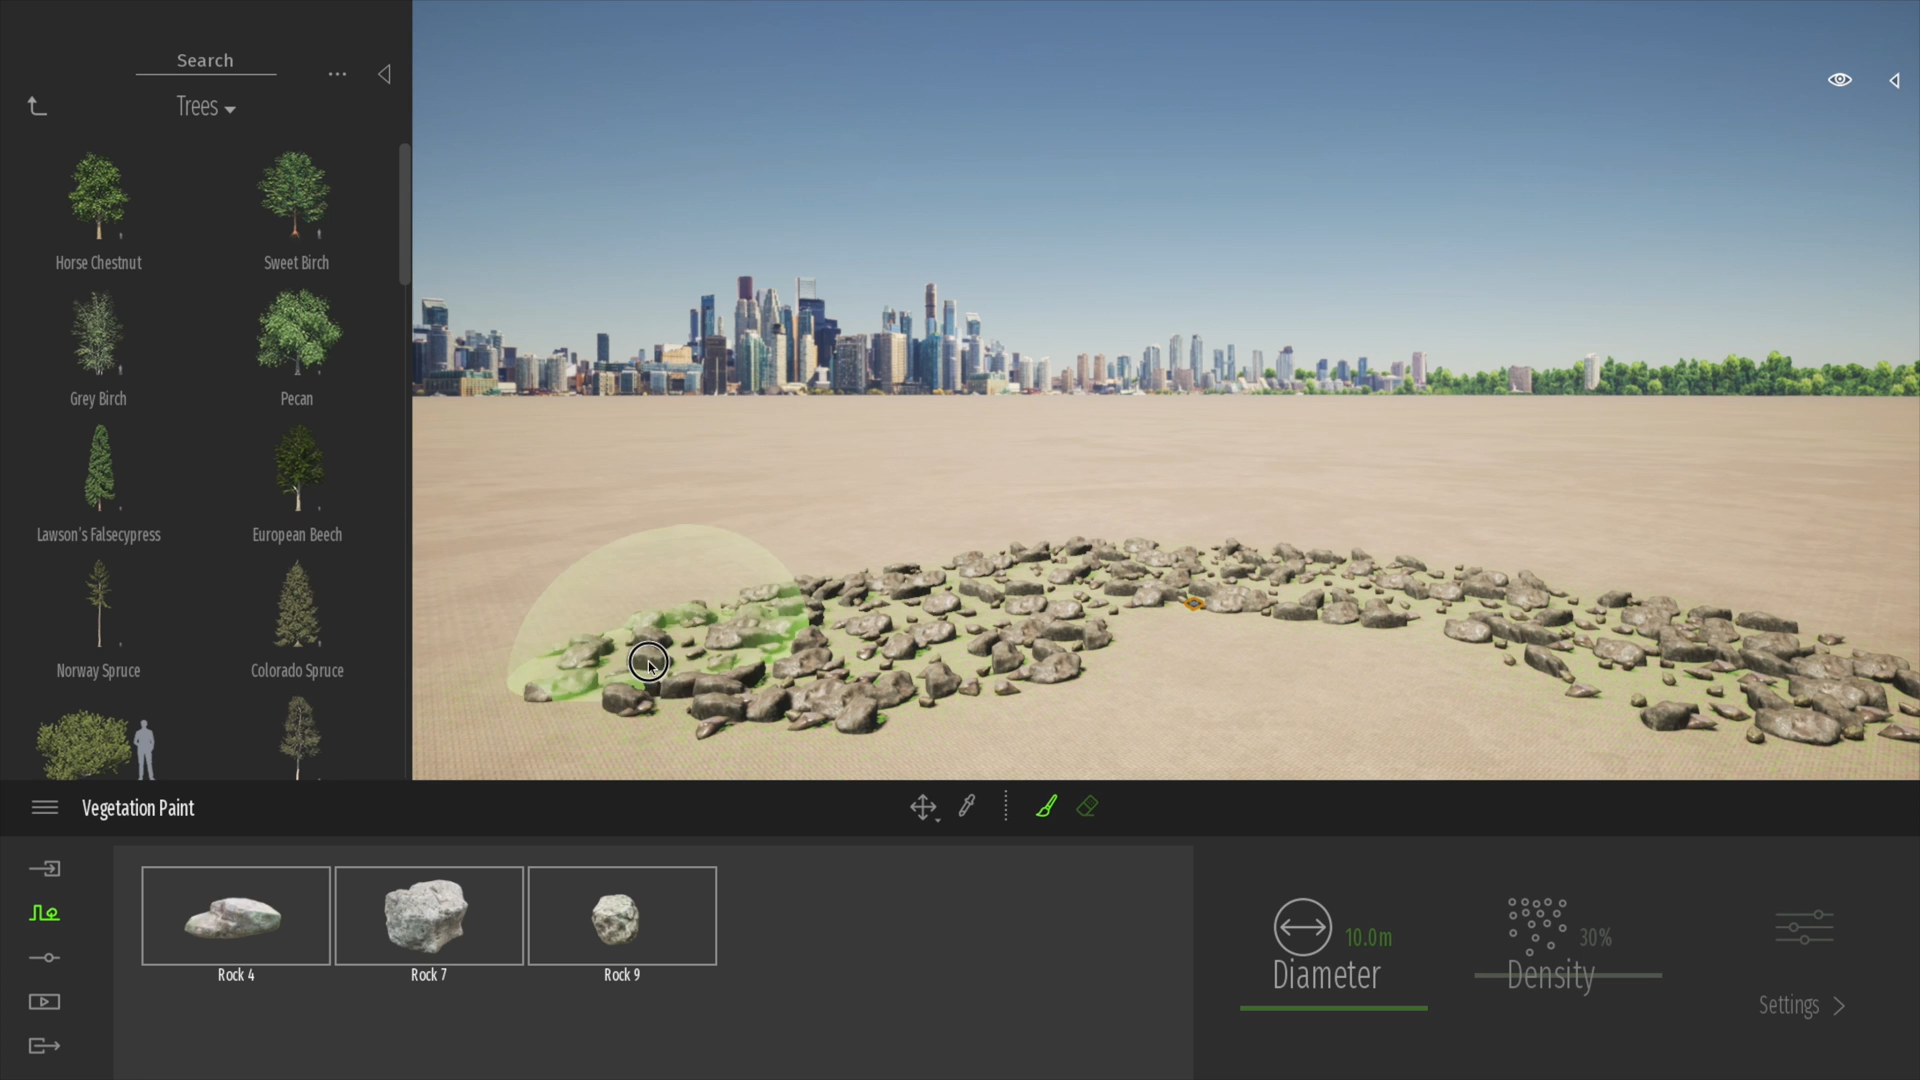 Search
Trees
Horse Chestnut
Sweet Birch
Grey Birch
Pecan
Lawson's Falsecypress
European Beech
Norway Spruce
Colorado Spruce
Vegetation Paint
Rock 4
Rock 7
Rock 9
10.0m
Diameter
30%
Density
Settings